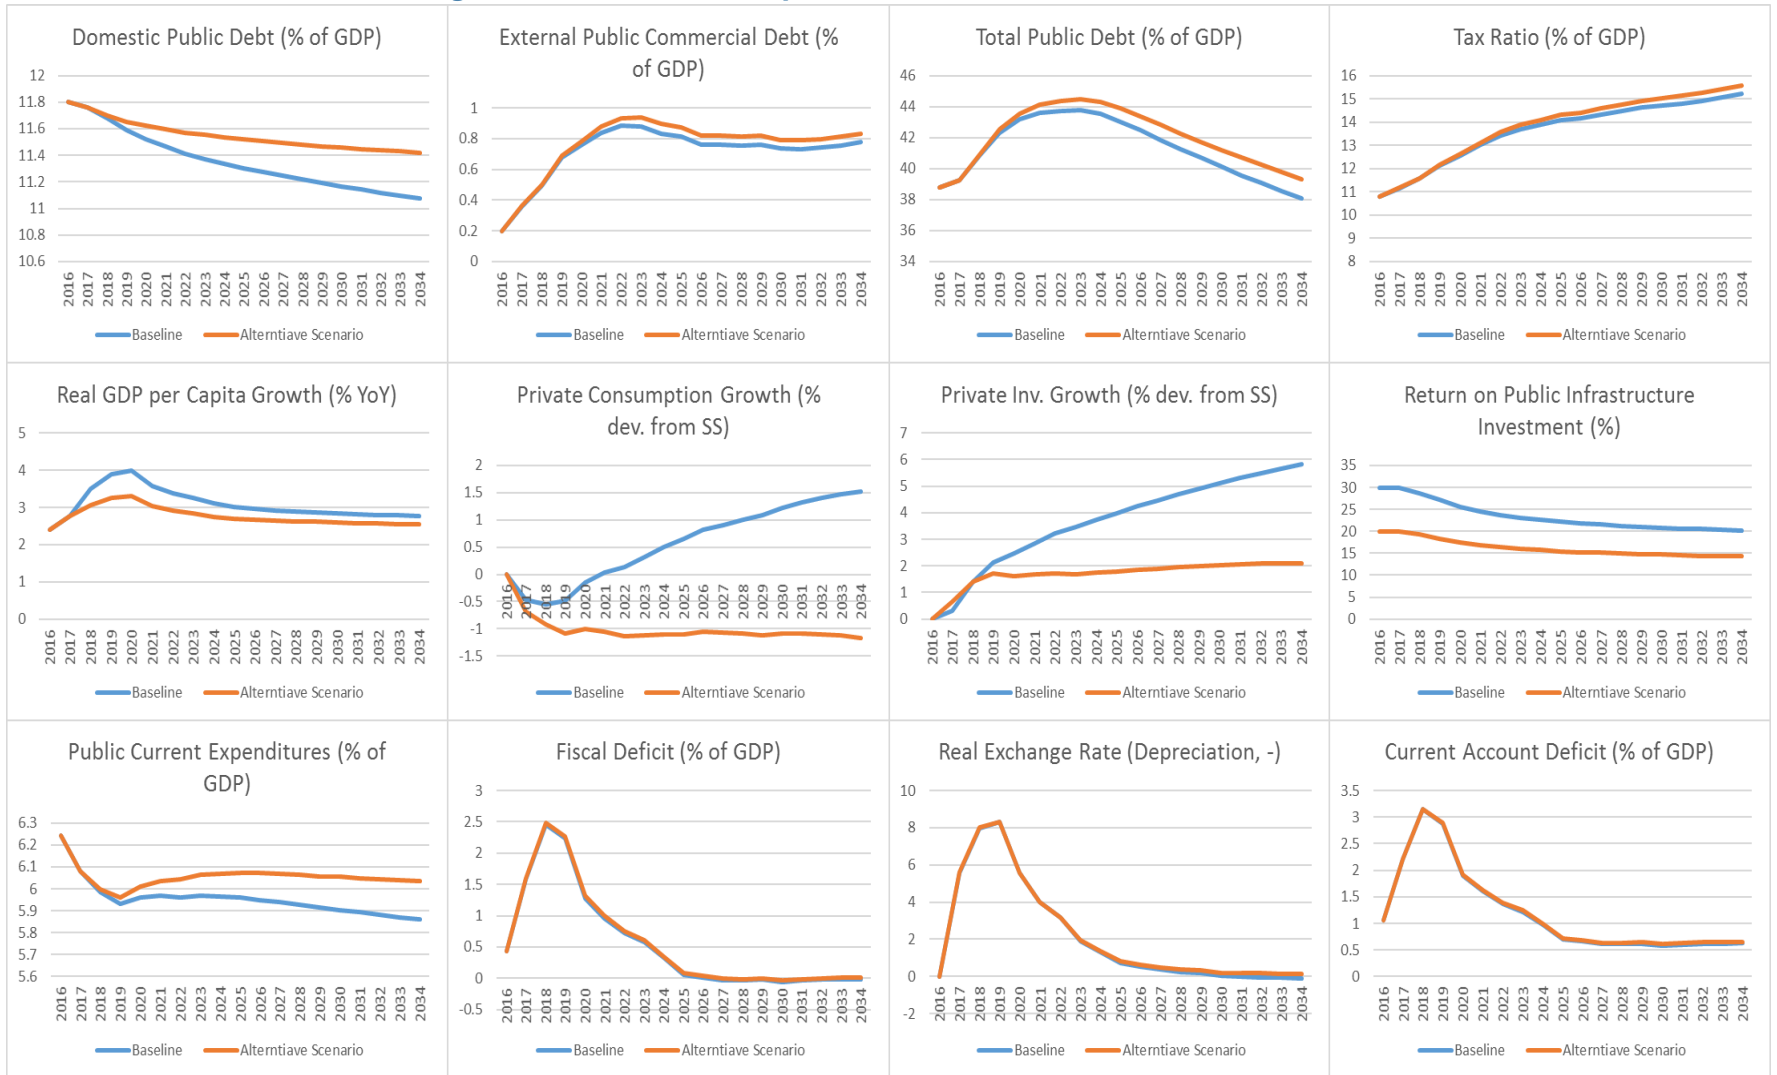 Domestic Public Debt (% of GDP)
12
11.8
11.6
11.4
11.2
11
10.8
10.6
2016 2017 2018 2019 2020 2021 2022 2023 2024 2025 2026 2027 2028 2029 2030 2031 2032 2033 2034
Baseline Alterntiave Scenario
External Public Commercial Debt (%
of GDP)
1
0.8
0.6
0.4
0.2
0
2016 2017 2018 2019 2020 2021 2022 2023 2024 2025 2026 2027 2028 2029 2030 2031 2032 2033 2034
Baseline Alterntiave Scenario
Total Public Debt (% of GDP)
46
44
42
40
38
36
34
2016 2017 2018 2019 2020 2021 2022 2023 2024 2025 2026 2027 2028 2029 2030 2031 2032 2033 2034
Baseline Alterntiave Scenario
Tax Ratio (% of GDP)
16
15
14
13
12
11
10
9
8
2016 2017 2018 2019 2020 2021 2022 2023 2024 2025 2026 2027 2028 2029 2030 2031 2032 2033 2034
Baseline Alterntiave Scenario
Real GDP per Capita Growth (% YoY)
5
4
3
2
1
0
2016 2017 2018 2019 2020 2021 2022 2023 2024 2025 2026 2027 2028 2029 2030 2031 2032 2033 2034
Baseline Alterntiave Scenario
Private Consumption Growth (%
dev. from SS)
2
1.5
1
0.5
0
-0.5
-1
-1.5
2016 2017 2018 2019 2020 2021 2022 2023 2024 2025 2026 2027 2028 2029 2030 2031 2032 2033 2034
Baseline Alterntiave Scenario
Private Inv. Growth (% dev. from SS)
7
6
5
4
3
2
1
0
2016 2017 2018 2019 2020 2021 2022 2023 2024 2025 2026 2027 2028 2029 2030 2031 2032 2033 2034
Baseline Alterntiave Scenario
Return on Public Infrastructure
Investment (%)
35
30
25
20
15
10
5
0
2016 2017 2018 2019 2020 2021 2022 2023 2024 2025 2026 2027 2028 2029 2030 2031 2032 2033 2034
Baseline Alterntiave Scenario
Public Current Expenditures (% of
GDP)
6.3
6.2
6.1
6
5.9
5.8
5.7
5.6
2016 2017 2018 2019 2020 2021 2022 2023 2024 2025 2026 2027 2028 2029 2030 2031 2032 2033 2034
Baseline Alterntiave Scenario
Fiscal Deficit (% of GDP)
3
2.5
2
1.5
1
0.5
0
-0.5
2016 2017 2018 2019 2020 2021 2022 2023 2024 2025 2026 2027 2028 2029 2030 2031 2032 2033 2034
Baseline Alterntiave Scenario
Real Exchange Rate (Depreciation, -)
10
8
6
4
2
0
-2
2016 2017 2018 2019 2020 2021 2022 2023 2024 2025 2026 2027 2028 2029 2030 2031 2032 2033 2034
Baseline Alterntiave Scenario
Current Account Deficit (% of GDP)
3.5
3
2.5
2
1.5
1
0.5
0
2016 2017 2018 2019 2020 2021 2022 2023 2024 2025 2026 2027 2028 2029 2030 2031 2032 2033 2034
Baseline Alterntiave Scenario